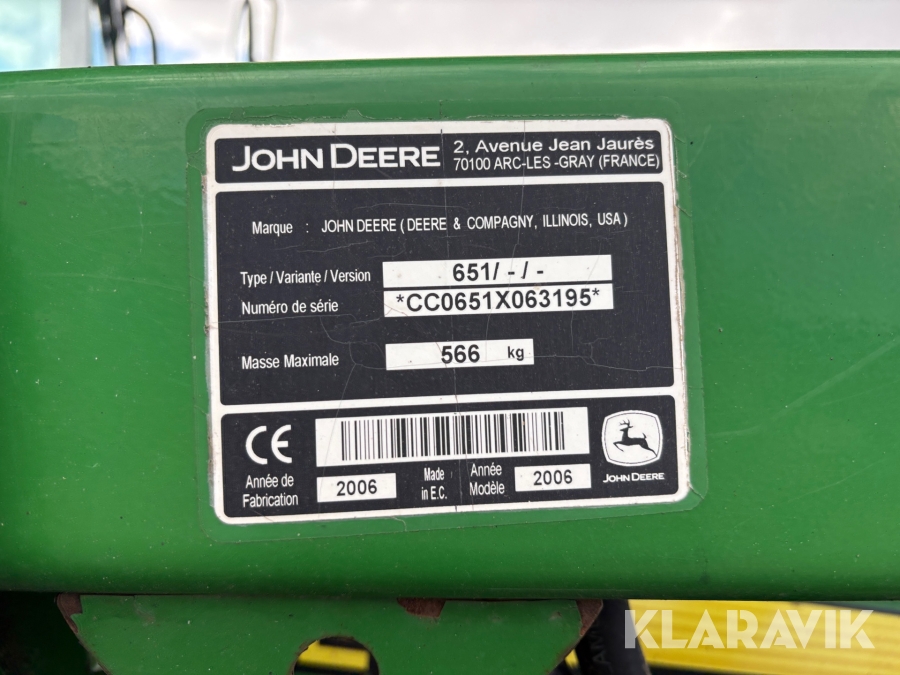 JOHN DEERE
2, Avenue Jean Jaurès
70100 ARC-LES -GRAY (FRANCE)
Marque : JOHN DEERE ( DEERE & COMPAGNY, ILLINOIS, USA )
Type / Variante / Version 651/ - / -
Numéro de série *CC0651X063195*
Masse Maximale 566 kg
CE
Année de Fabrication 2006
Made in E.C.
Année Modèle 2006
JOHN DEERE
KLARAVIK